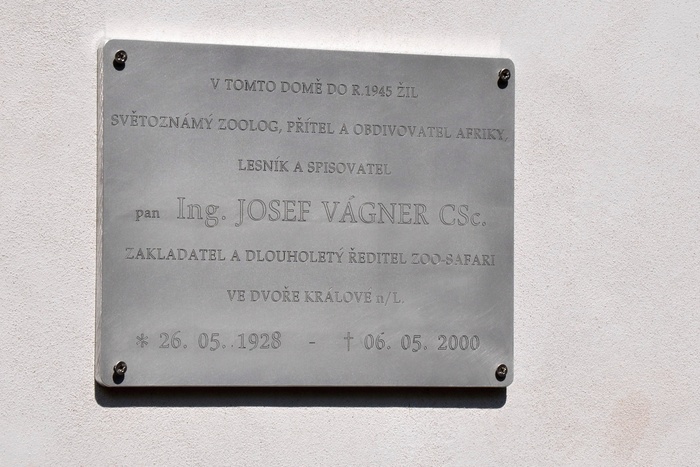 V TOMTO DOMĚ DO R.1945 ŽIL
SVĚTOZNÁMÝ ZOOLOG, PŘÍTEL A OBDIVOVATEL AFRIKY,
LESNÍK A SPISOVATEL
pan Ing. JOSEF VÁGNER CSc.
ZAKLADATEL A DLOUHOLETÝ ŘEDITEL ZOO-SAFARI
VE DVOŘE KRÁLOVÉ n/L.
* 26. 05. 1928 - † 06. 05. 2000